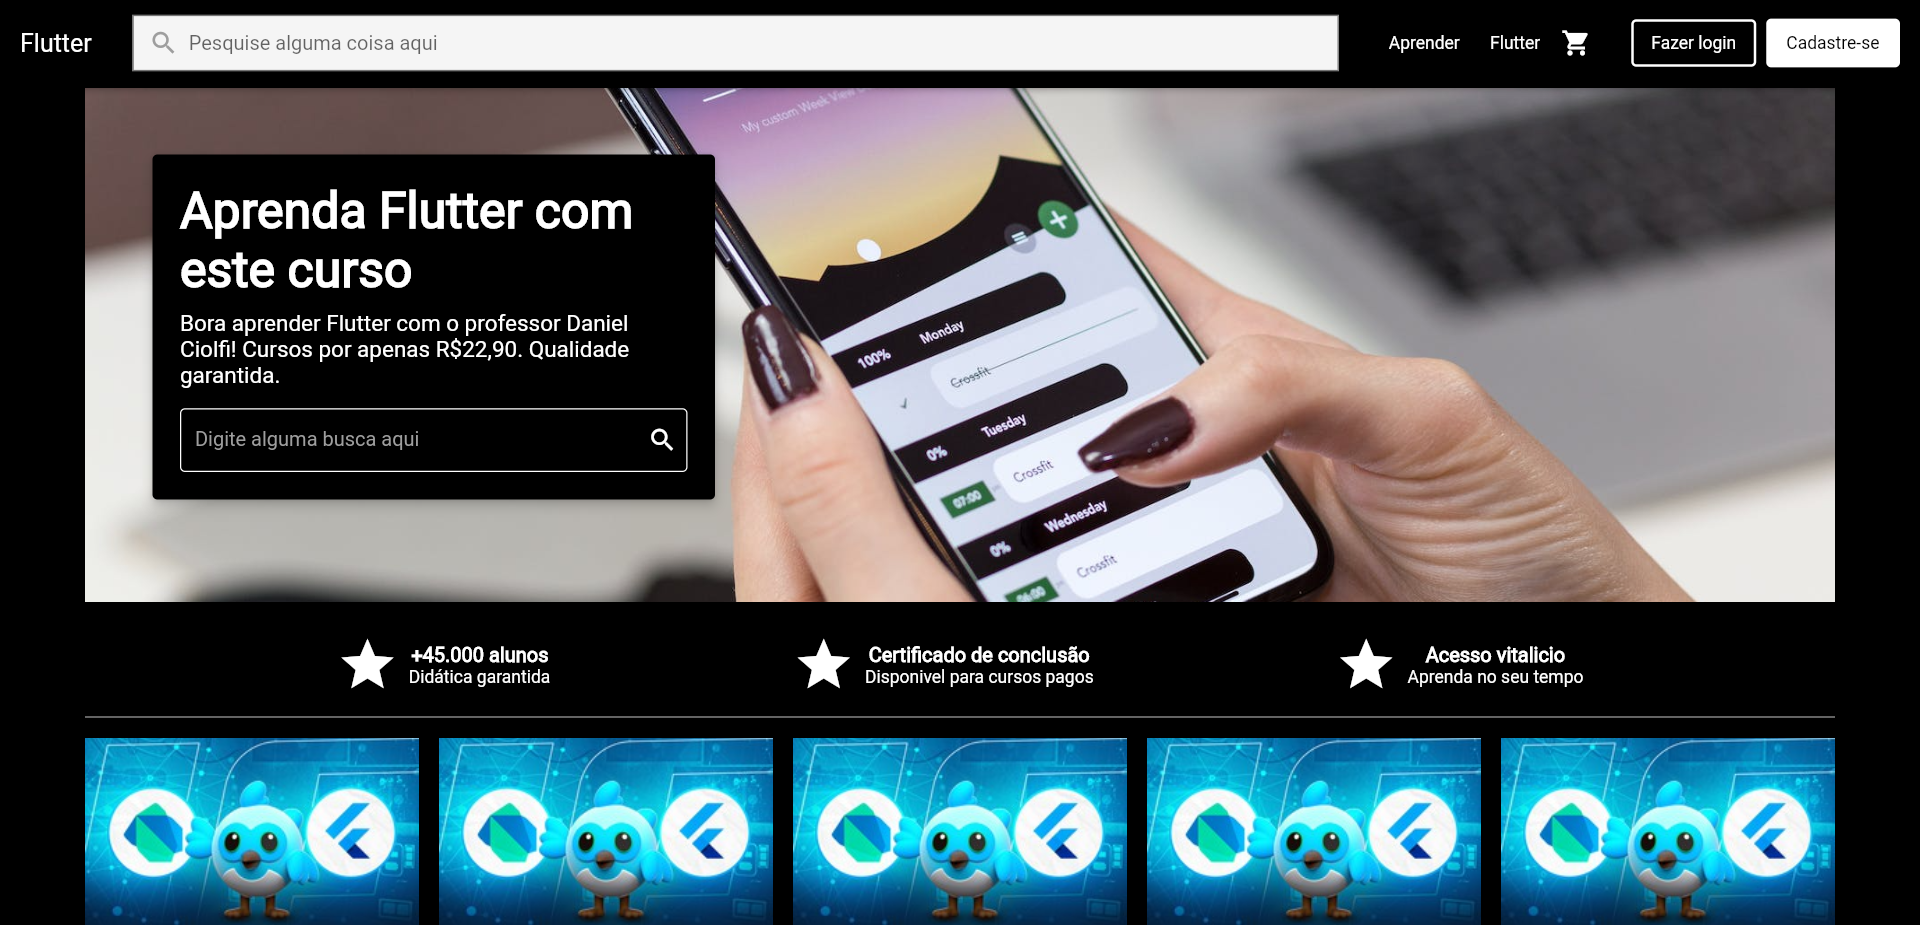 Flutter
Pesquise alguma coisa aqui
Aprender
Flutter
Fazer login
Cadastre-se
My custom Week View
Aprenda Flutter com
este curso
Bora aprender Flutter com o professor Daniel
Ciolfi! Cursos por apenas R$22,90. Qualidade
garantida.
Digite alguma busca aqui
100% Monday
Crossfit
0% Tuesday
07:00 Crossfit
0% Wednesday
06:00 Crossfit
+45.000 alunos
Didática garantida
Certificado de conclusão
Disponivel para cursos pagos
Acesso vitalicio
Aprenda no seu tempo